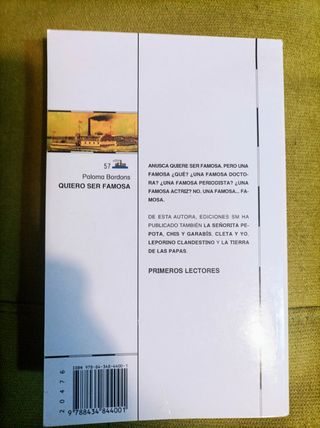 57
Paloma Bordons
QUIERO SER FAMOSA
ANUSCA QUIERE SER FAMOSA. PERO UNA
FAMOSA ¿QUÉ? ¿UNA FAMOSA DOCTO-
RA? ¿UNA FAMOSA PERIODISTA? ¿UNA
FAMOSA ACTRIZ? NO. UNA FAMOSA... FA-
MOSA.
DE ESTA AUTORA, EDICIONES SM HA
PUBLICADO TAMBIÉN LA SEÑORITA PE-
POTA, CHIS Y GARABÍS, CLETA Y YO,
LEPORINO CLANDESTINO Y LA TIERRA
DE LAS PAPAS.
PRIMEROS LECTORES
ISBN 978-84-348-4400-1
9 788434 844001
20476